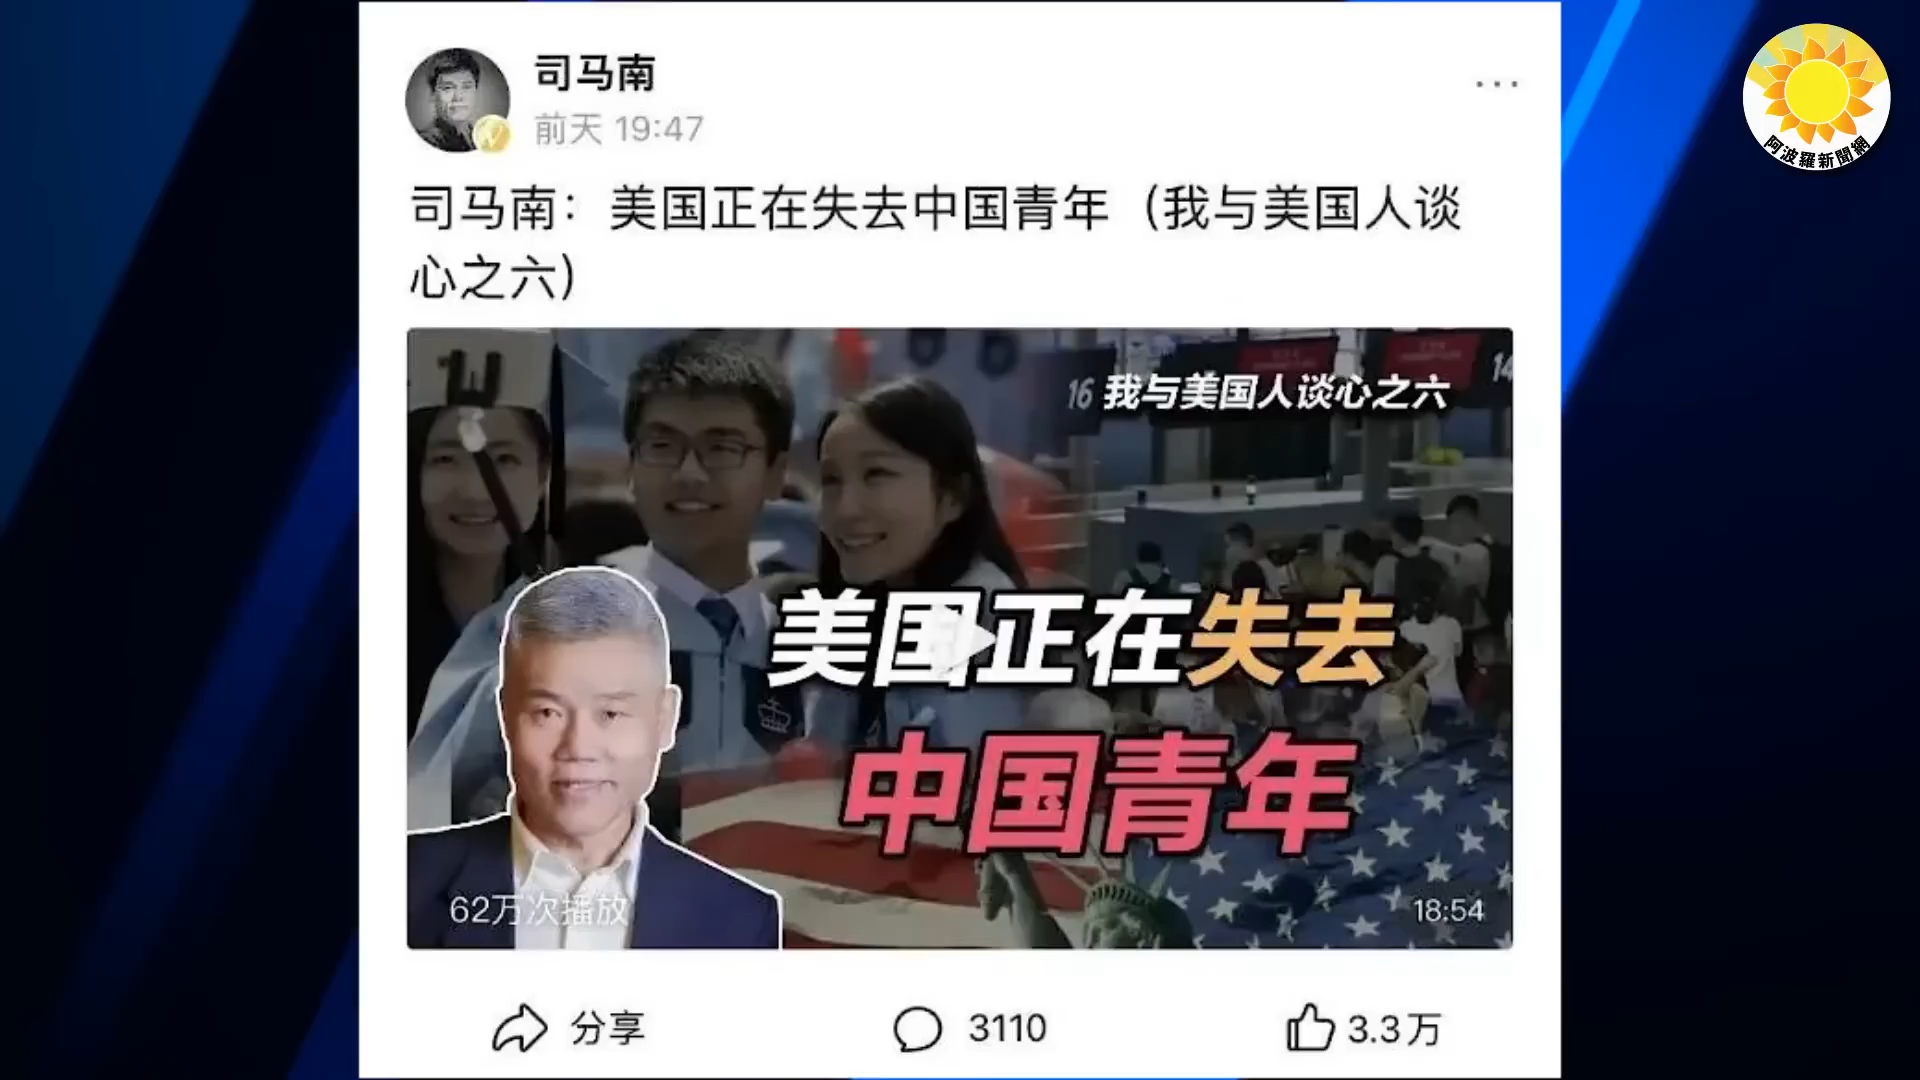 司马南
前天 19:47
···
阿波羅新聞網
司马南：美国正在失去中国青年（我与美国人谈
心之六）
16
我与美国人谈心之六
14
美国正在失去
中国青年
62万次播放
18:54
分享
3110
3.3万